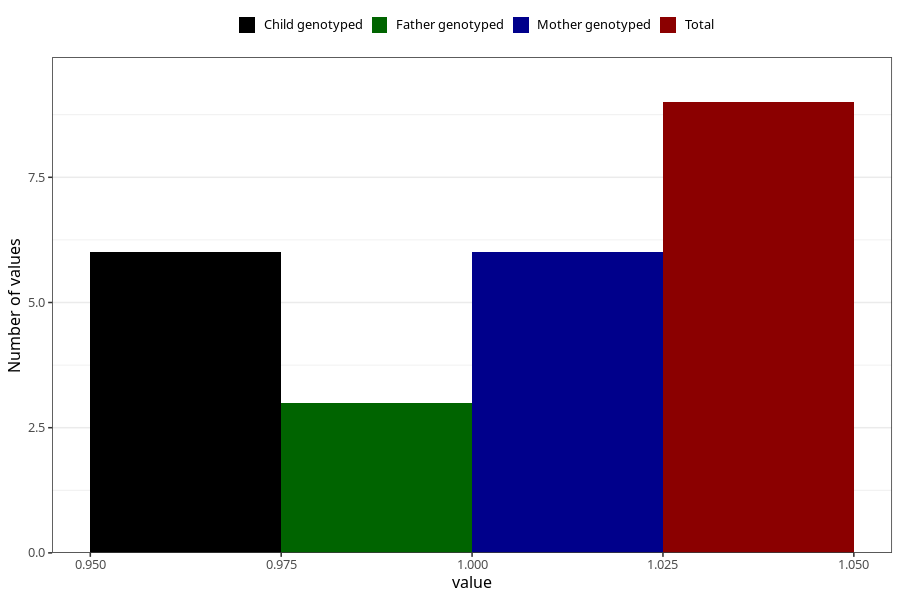 Child genotyped Father genotyped Mother genotyped Total
Number of values
7.5
5.0
2.5
0.0
0.950 0.975 1.000 1.025 1.050
value